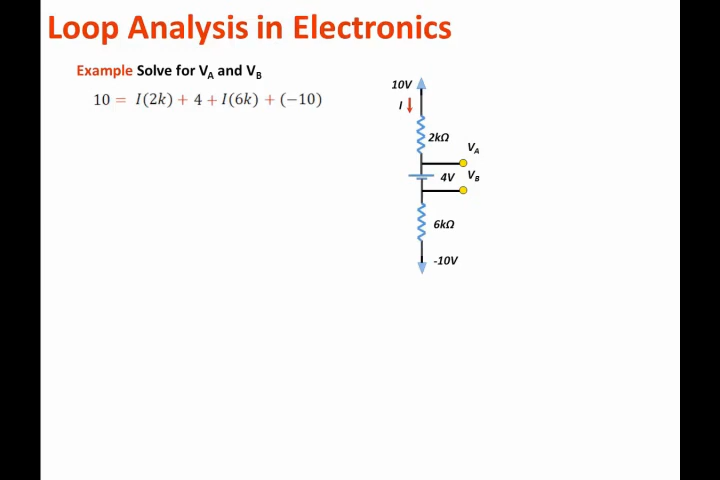 Loop Analysis in Electronics
Example Solve for V_A and V_B
10 = I(2k) + 4 + I(6k) + (−10)
10V
I
2kΩ
V_A
4V V_B
6kΩ
-10V